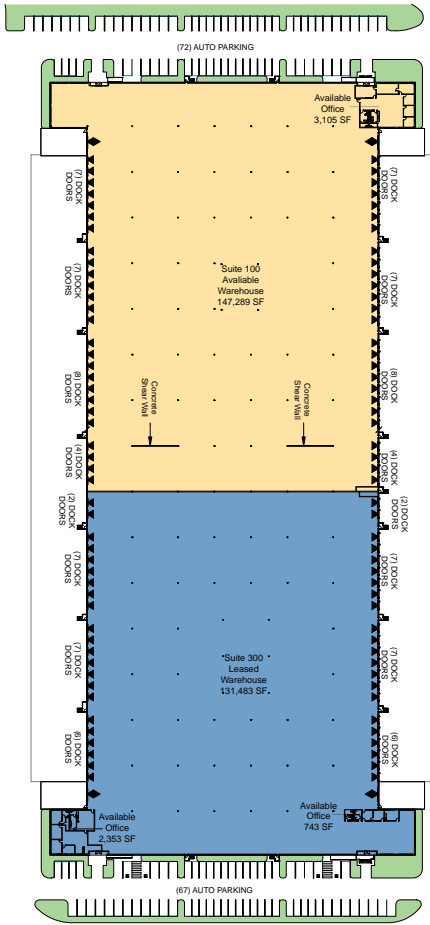 (72) AUTO PARKING
Available
Office
3,105 SF
(7) DOCK
DOORS
(7) DOCK
DOORS
Suite 100
Avaliable
Warehouse
147,289 SF
(7) DOCK
DOORS
(7) DOCK
DOORS
(8) DOCK
DOORS
Concrete
Shear Wall
Concrete
Shear Wall
(8) DOCK
DOORS
(4) DOCK
DOORS
(4) DOCK
DOORS
(2) DOCK
DOORS
(2) DOCK
DOORS
(7) DOCK
DOORS
(7) DOCK
DOORS
(7) DOCK
DOORS
Suite 300
Leased
Warehouse
131,483 SF
(7) DOCK
DOORS
(6) DOCK
DOORS
(6) DOCK
DOORS
Available
Office
2,353 SF
Available
Office
743 SF
(67) AUTO PARKING